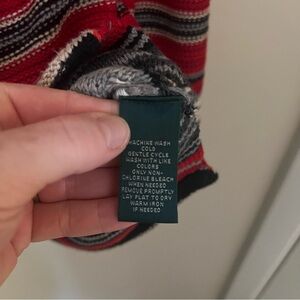 MACHINE WASH
COLD
GENTLE CYCLE
WASH WITH LIKE
COLORS
ONLY NON-
CHLORINE BLEACH
WHEN NEEDED
REMOVE PROMPTLY
LAY FLAT TO DRY
WARM IRON
IF NEEDED